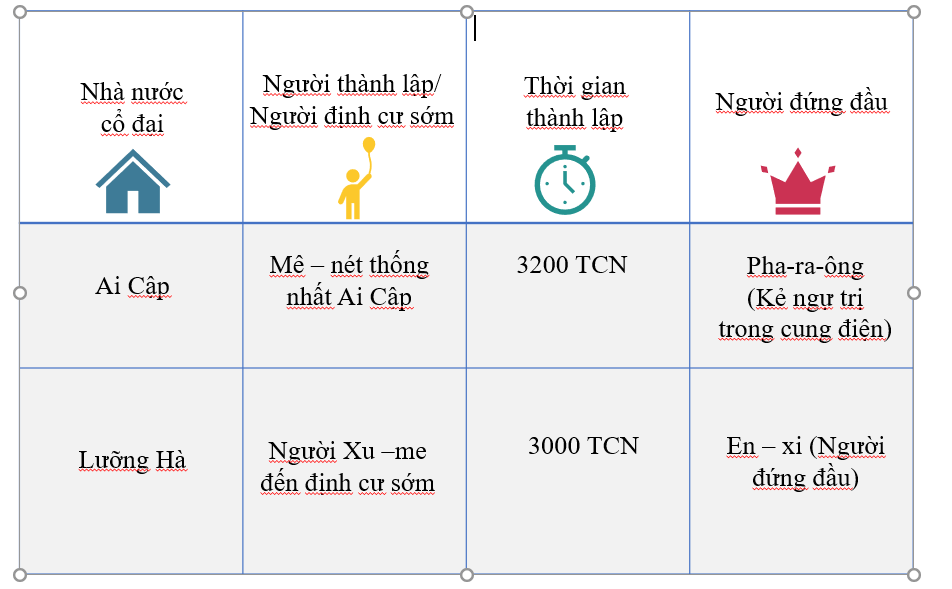 Nhà nước
cổ đại
Người thành lập/
Người định cư sớm
Thời gian
thành lập
Người đứng đầu
Ai Cập
Mê – nét thống
nhất Ai Cập
3200 TCN
Pha-ra-ông
(Kẻ ngự trị
trong cung điện)
Lưỡng Hà
Người Xu –me
đến định cư sớm
3000 TCN
En – xi (Người
đứng đầu)